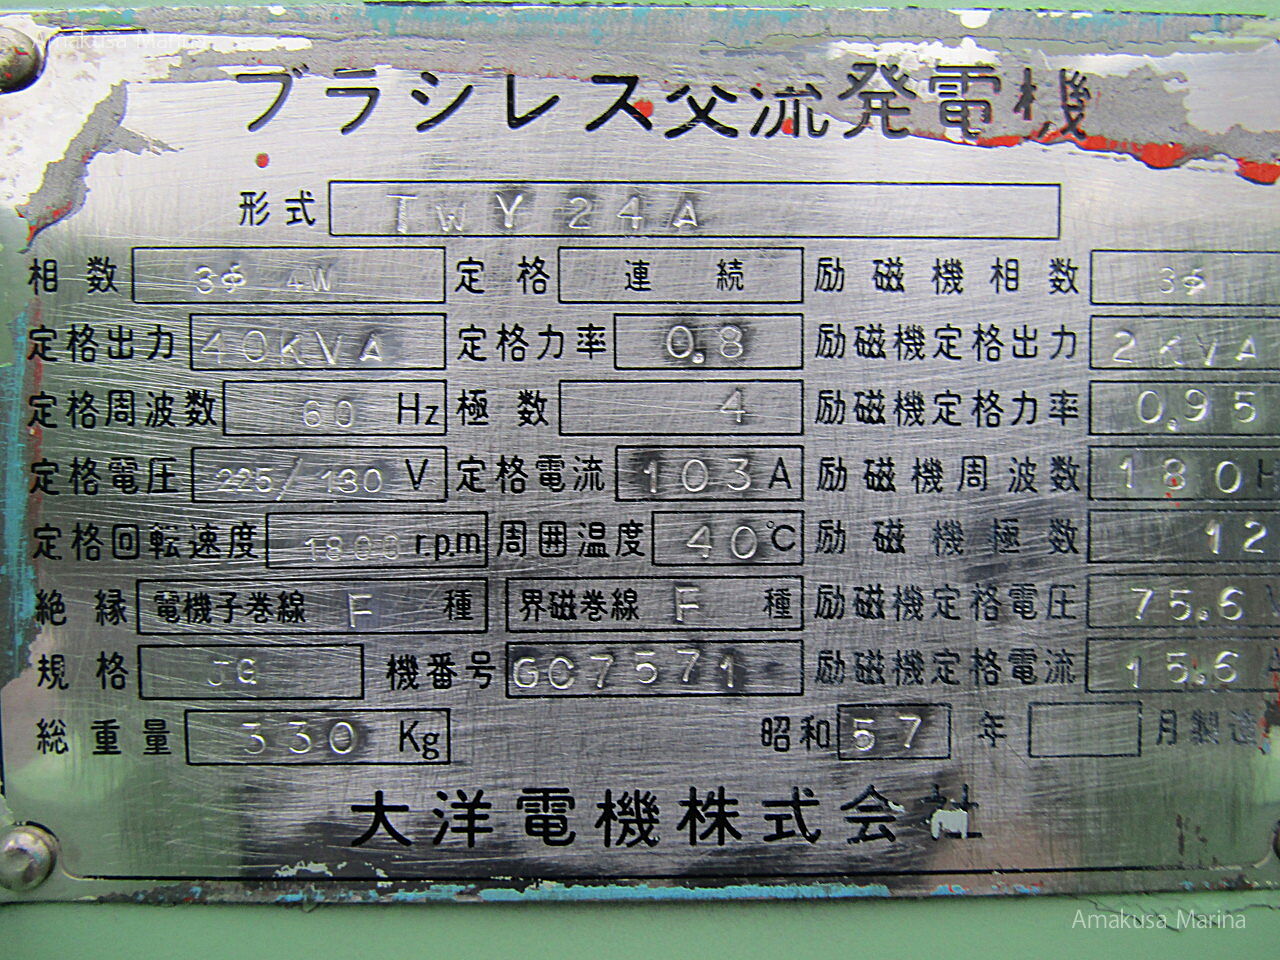 Amakusa Marina
ブラシレス交流発電機
形式 TWY24A
相数 3φ 4W 定格 連続 励磁機相数 3φ
定格出力 40KVA 定格力率 0.8 励磁機定格出力 2KVA
定格周波数 60 Hz 極数 4 励磁機定格力率 0.95
定格電圧 225/130 V 定格電流 103 A 励磁機周波数 180 H
定格回転速度 1800 r.p.m 周囲温度 40 ℃ 励磁機極数 12
絶縁 電機子巻線 F 種 界磁巻線 F 種 励磁機定格電圧 75.6 V
規格 JG 機番号 GC7571 励磁機定格電流 15.6 A
総重量 330 Kg 昭和 57 年 月製造
大洋電機株式会社
Amakusa Marina